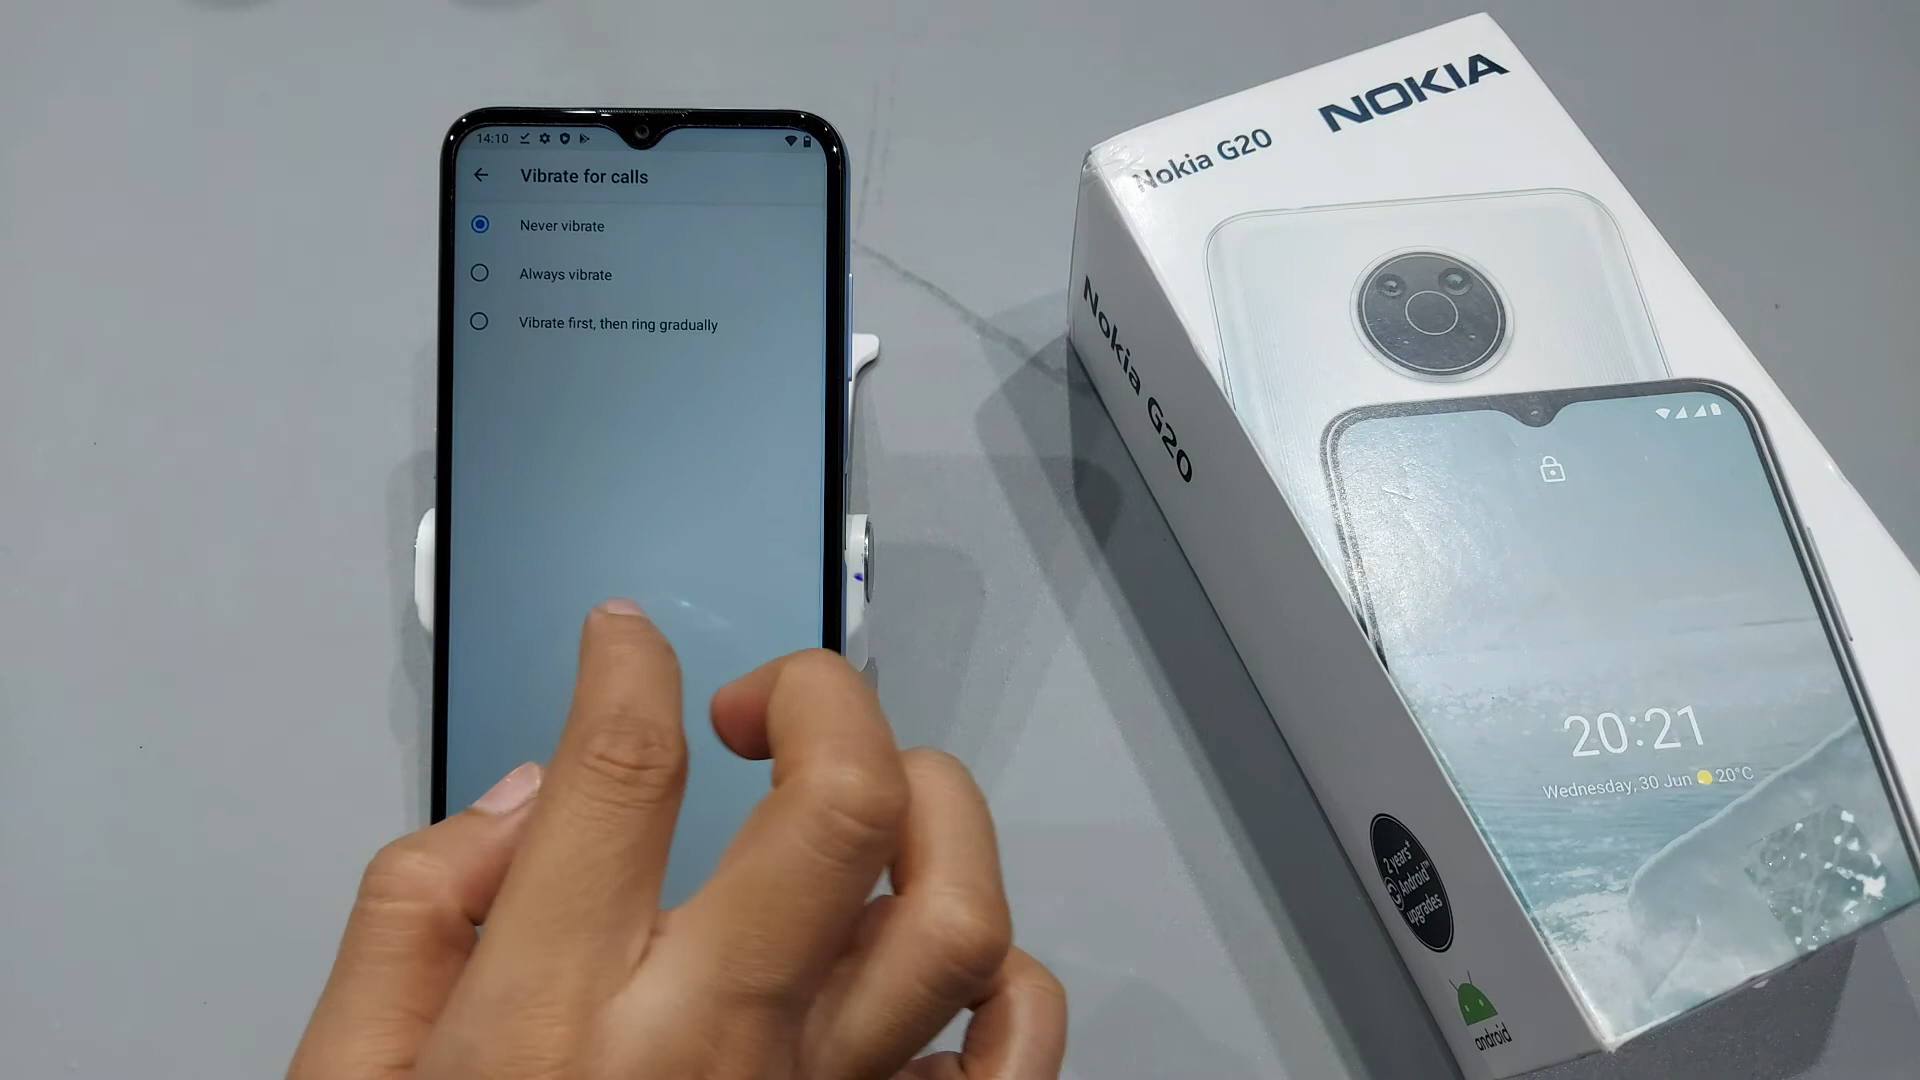 14:10
Vibrate for calls
Never vibrate
Always vibrate
Vibrate first, then ring gradually
NOKIA
Nokia G20
Nokia G20
20:21
Wednesday, 30 Jun 20°C
2 years*
Android™
upgrades
android